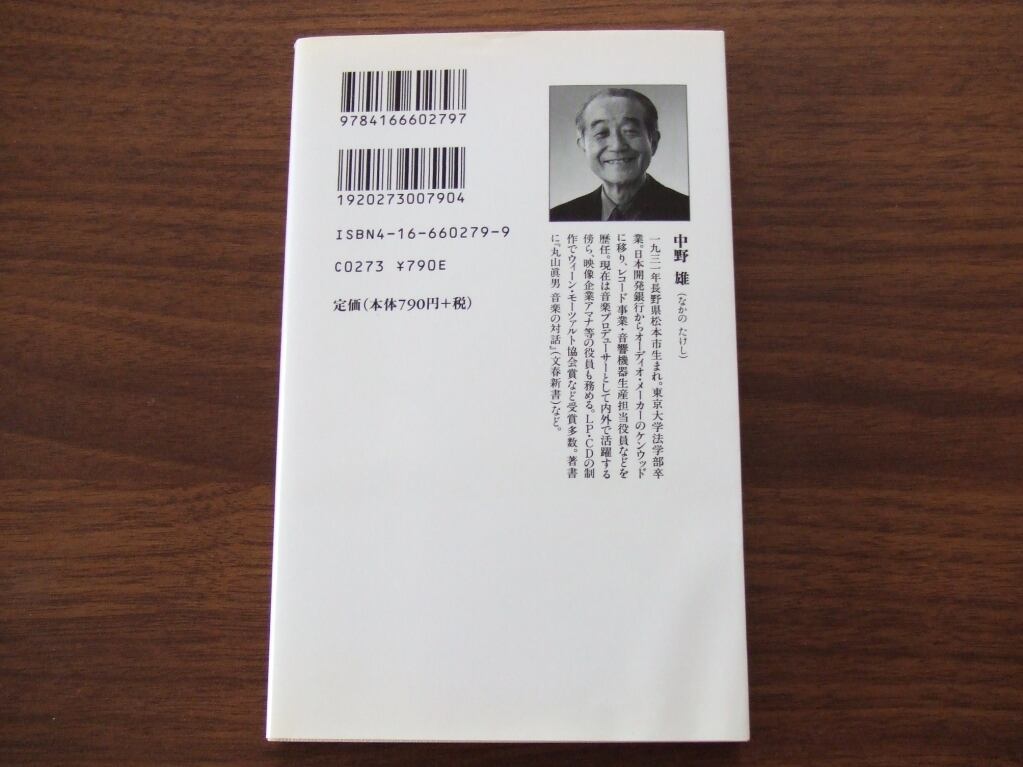 9784166602797
1920273007904
ISBN4-16-660279-9
C0273 ¥790E
定価(本体790円+税)
中野 雄(なかの たけし)
一九三一年長野県松本市生まれ。東京大学法学部卒
業。日本開発銀行からオーディオ・メーカーのケンウッド
に移り、レコード事業・音響機器生産担当役員などを
歴任。現在は音楽プロデューサーとして内外で活躍する
傍ら、映像企業アマナ等の役員も務める。LP・CDの制
作でウィーン・モーツァルト協会賞など受賞多数。著書
に『丸山眞男 音楽の対話』(文春新書)など。